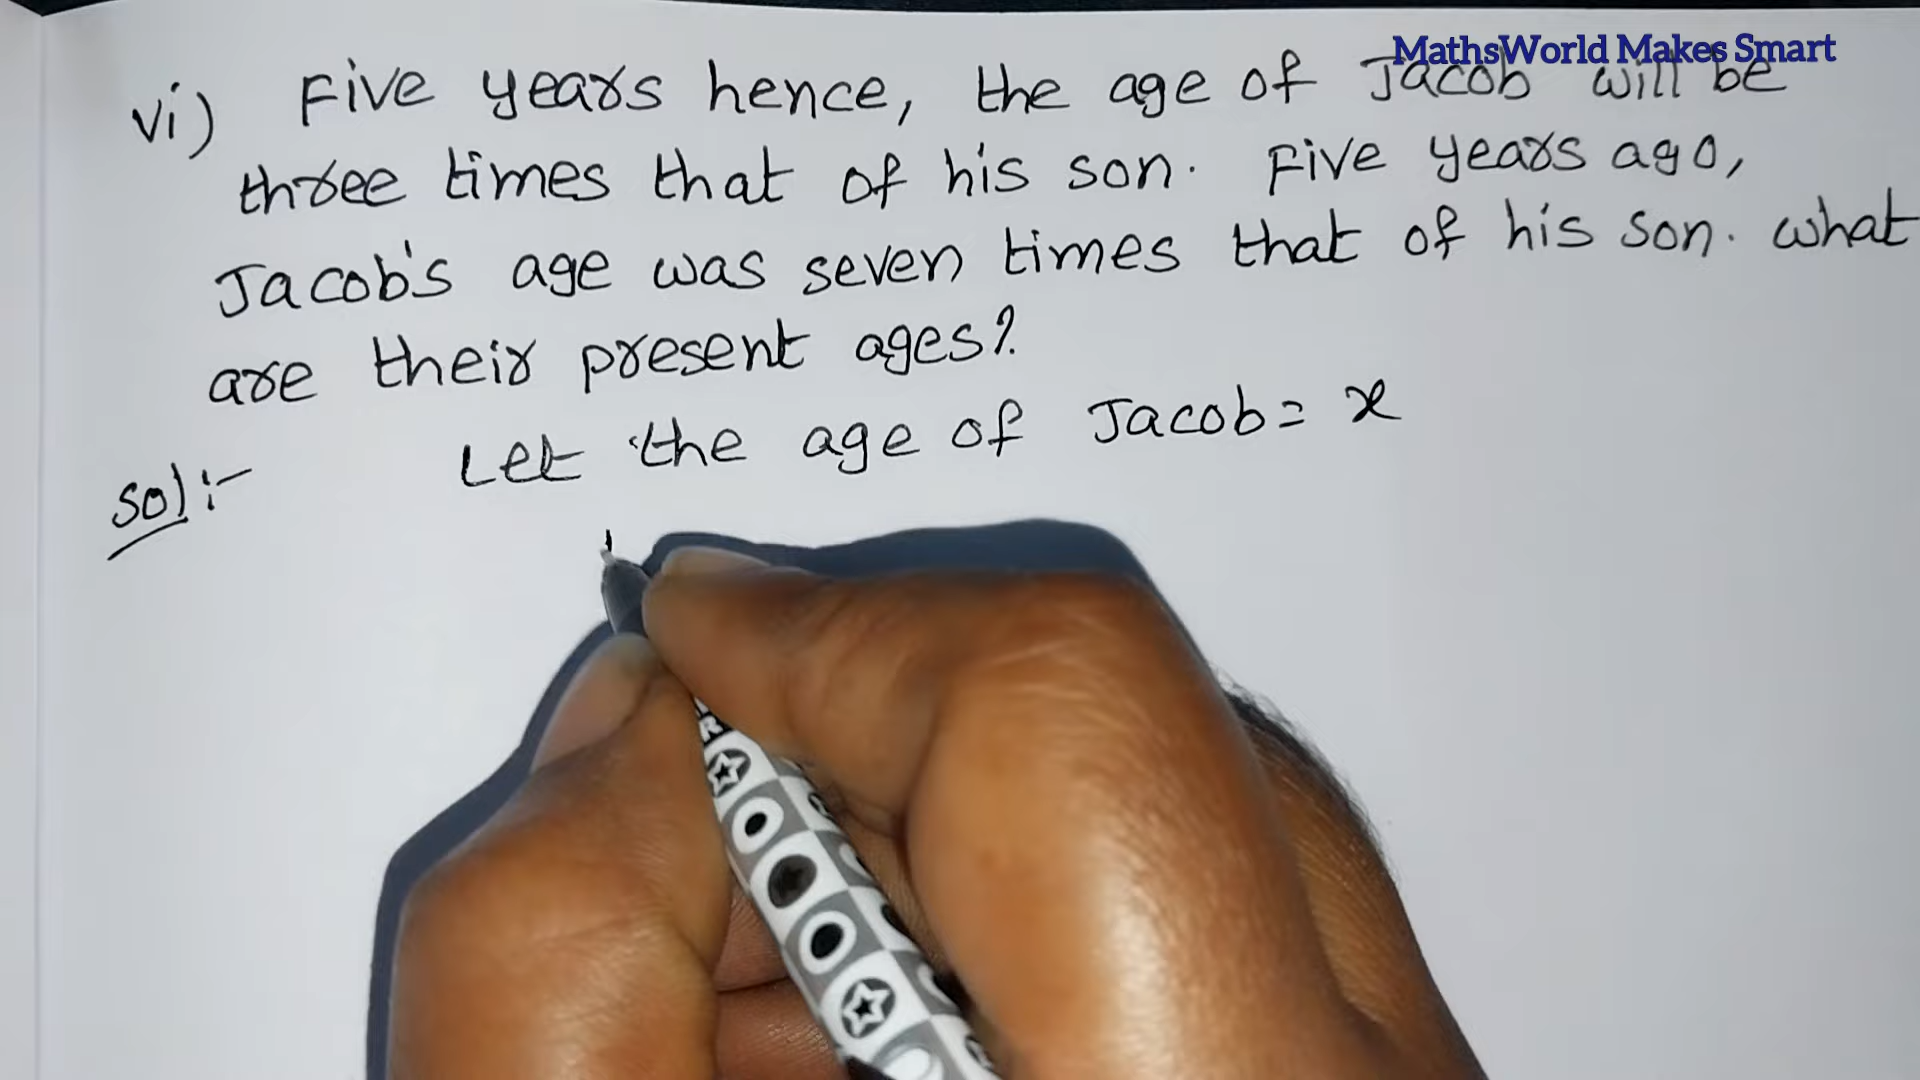 MathsWorld Makes Smart
vi) Five years hence, the age of Jacob will be
three times that of his son. Five years ago,
Jacob's age was seven times that of his son. what
are their present ages?
sol:- Let the age of Jacob = x